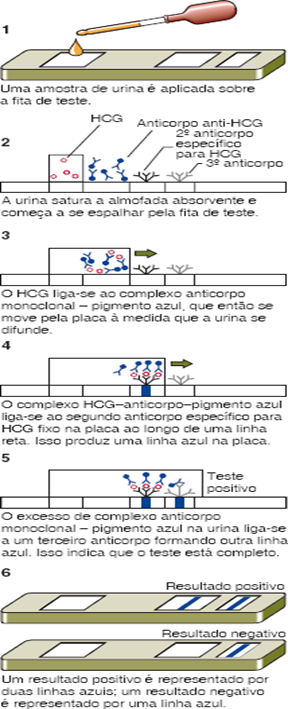 1
Uma amostra de urina é aplicada sobre
a fita de teste.
HCG
Anticorpo anti-HCG
2
2º anticorpo
específico
para HCG
3º anticorpo
A urina satura a almofada absorvente e
começa a se espalhar pela fita de teste.
3
O HCG liga-se ao complexo anticorpo
monoclonal – pigmento azul, que então se
move pela placa à medida que a urina se
difunde.
4
O complexo HCG–anticorpo–pigmento azul
liga-se ao segundo anticorpo específico para
HCG fixo na placa ao longo de uma linha
reta. Isso produz uma linha azul na placa.
5
Teste
positivo
O excesso de complexo anticorpo
monoclonal – pigmento azul na urina liga-se
a um terceiro anticorpo formando outra linha
azul. Isso indica que o teste está completo.
6
Resultado positivo
Resultado negativo
Um resultado positivo é representado por
duas linhas azuis; um resultado negativo
é representado por uma linha azul.